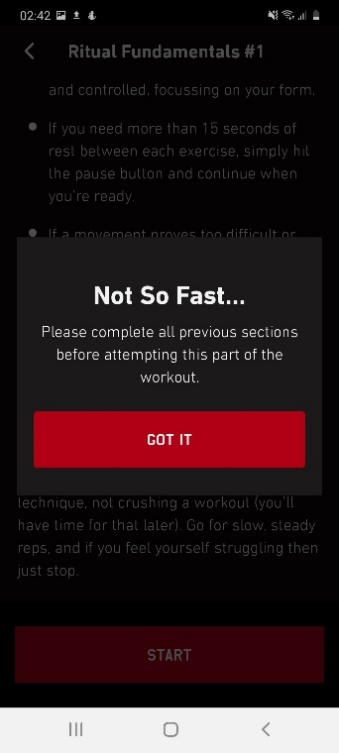 02:42
Ritual Fundamentals #1
and controlled, focussing on your form.
If you need more than 15 seconds of
rest between each exercise, simply hit
the pause button and continue when
you're ready.
If a movement proves too difficult or
Not So Fast...
Please complete all previous sections
before attempting this part of the
workout.
GOT IT
technique, not crushing a workout (you'll
have time for that later). Go for slow, steady
reps, and if you feel yourself struggling then
just stop.
START